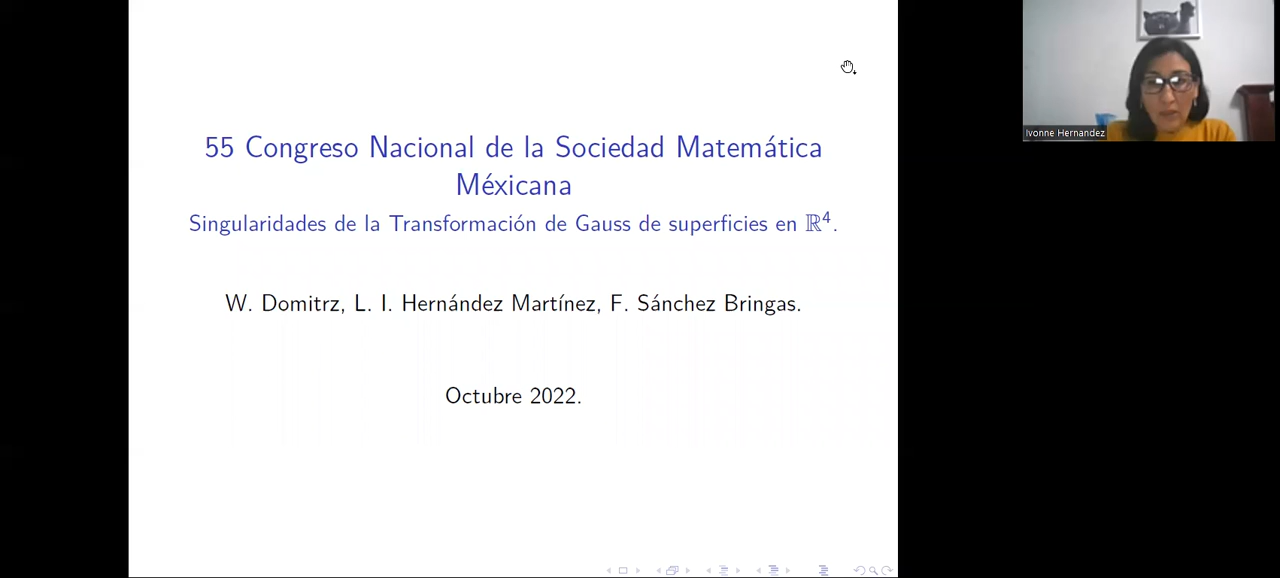 55 Congreso Nacional de la Sociedad Matemática
Méxicana
Singularidades de la Transformación de Gauss de superficies en ℝ⁴.
W. Domitrz, L. I. Hernández Martínez, F. Sánchez Bringas.
Octubre 2022.
Ivonne Hernandez